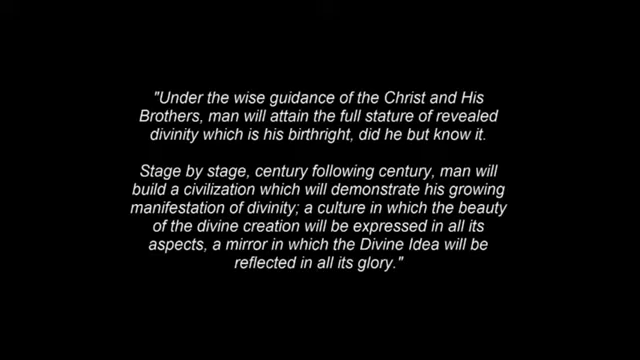 "Under the wise guidance of the Christ and His
Brothers, man will attain the full stature of revealed
divinity which is his birthright, did he but know it.
Stage by stage, century following century, man will
build a civilization which will demonstrate his growing
manifestation of divinity; a culture in which the beauty
of the divine creation will be expressed in all its
aspects, a mirror in which the Divine Idea will be
reflected in all its glory."